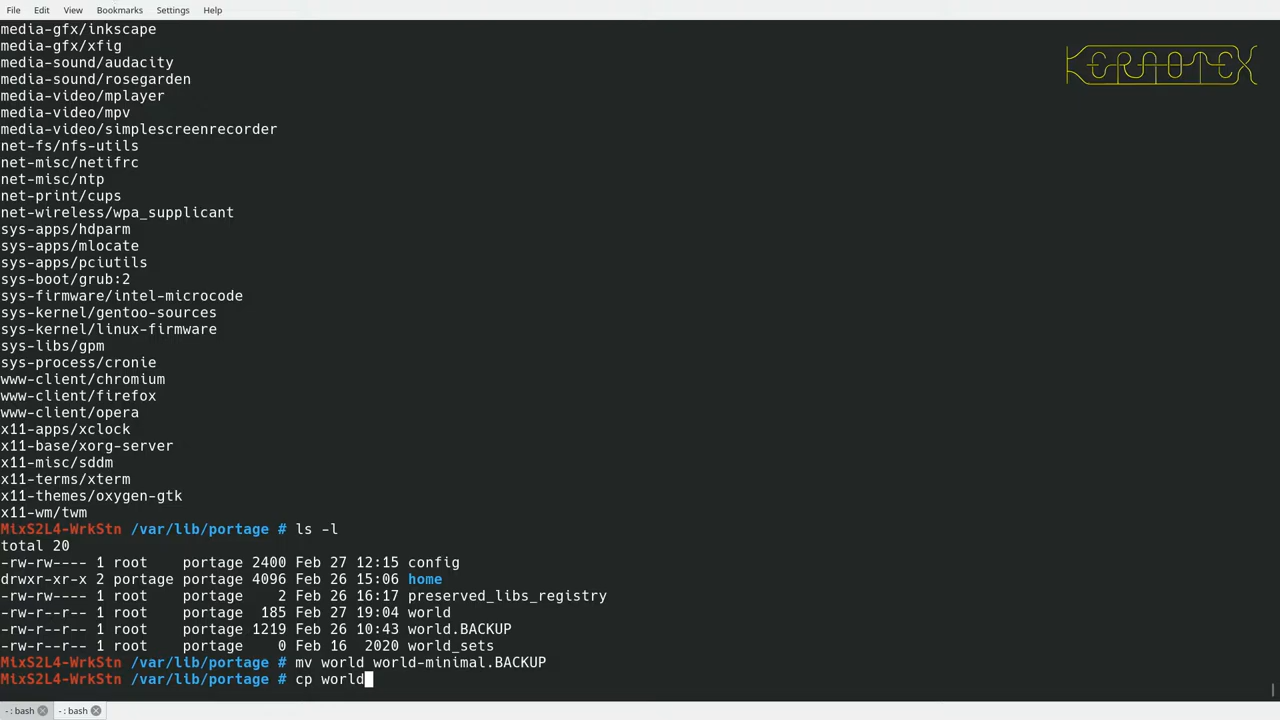 File Edit View Bookmarks Settings Help
media-gfx/inkscape
media-gfx/xfig
media-sound/audacity
media-sound/rosegarden
media-video/mplayer
media-video/mpv
media-video/simplescreenrecorder
net-fs/nfs-utils
net-misc/netifrc
net-misc/ntp
net-print/cups
net-wireless/wpa_supplicant
sys-apps/hdparm
sys-apps/mlocate
sys-apps/pciutils
sys-boot/grub:2
sys-firmware/intel-microcode
sys-kernel/gentoo-sources
sys-kernel/linux-firmware
sys-libs/gpm
sys-process/cronie
www-client/chromium
www-client/firefox
www-client/opera
x11-apps/xclock
x11-base/xorg-server
x11-misc/sddm
x11-terms/xterm
x11-themes/oxygen-gtk
x11-wm/twm
MixS2L4-WrkStn /var/lib/portage # ls -l
total 20
-rw-rw---- 1 root    portage 2400 Feb 27 12:15 config
drwxr-xr-x 2 portage portage 4096 Feb 26 15:06 home
-rw-rw---- 1 root    portage    2 Feb 26 16:17 preserved_libs_registry
-rw-r--r-- 1 root    portage  185 Feb 27 19:04 world
-rw-r--r-- 1 root    portage 1219 Feb 26 10:43 world.BACKUP
-rw-r--r-- 1 root    portage    0 Feb 16  2020 world_sets
MixS2L4-WrkStn /var/lib/portage # mv world world-minimal.BACKUP
MixS2L4-WrkStn /var/lib/portage # cp world
- : bash - : bash
KERAOTEX